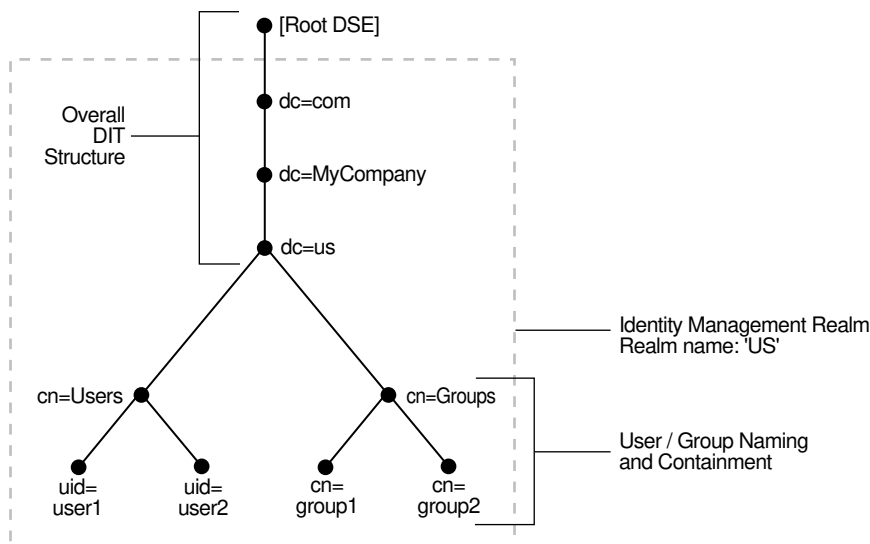 [Root DSE]
dc=com
Overall
DIT
Structure
dc=MyCompany
dc=us
Identity Management Realm
Realm name: 'US'
cn=Users
cn=Groups
User / Group Naming
and Containment
uid=
user1
uid=
user2
cn=
group1
cn=
group2